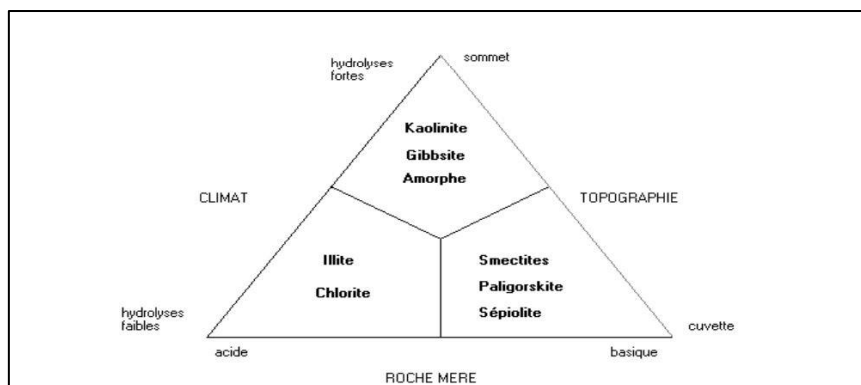 hydrolyses
fortes
sommet
Kaolinite
Gibbsite
Amorphe
CLIMAT
TOPOGRAPHIE
Illite
Chlorite
Smectites
Paligorskite
Sépiolite
hydrolyses
faibles
cuvette
acide
basique
ROCHE MERE